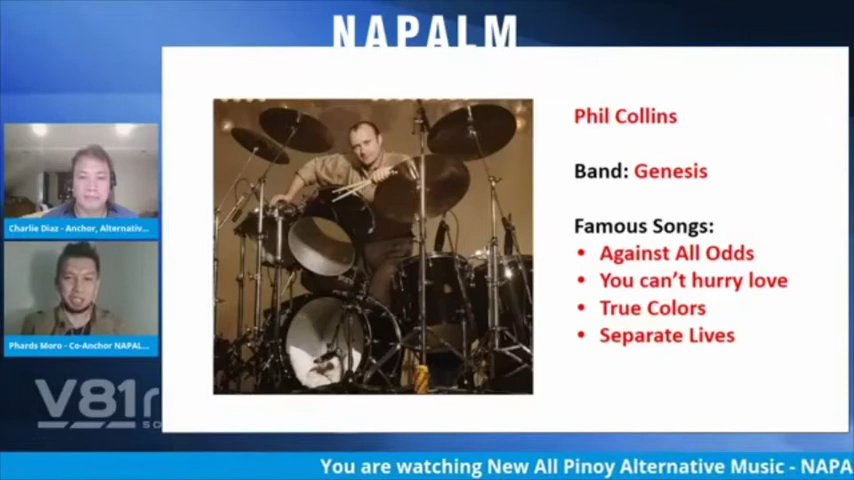 NAPALM
Phil Collins
Band: Genesis
Famous Songs:
• Against All Odds
• You can't hurry love
• True Colors
• Separate Lives
Charlie Diaz - Anchor, Alternativ...
Phards Moro - Co-Anchor NAPAL...
V81
SO
You are watching New All Pinoy Alternative Music - NAPA